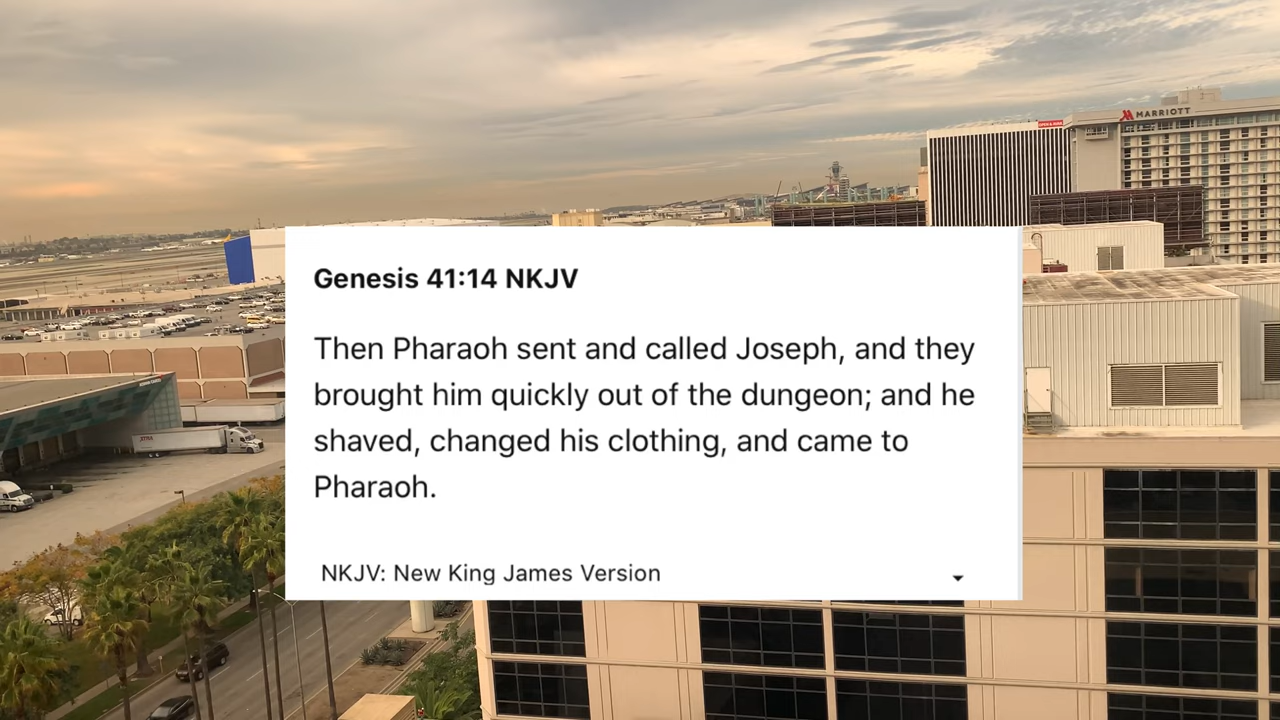 MARRIOTT
Genesis 41:14 NKJV
Then Pharaoh sent and called Joseph, and they
brought him quickly out of the dungeon; and he
shaved, changed his clothing, and came to
Pharaoh.
NKJV: New King James Version